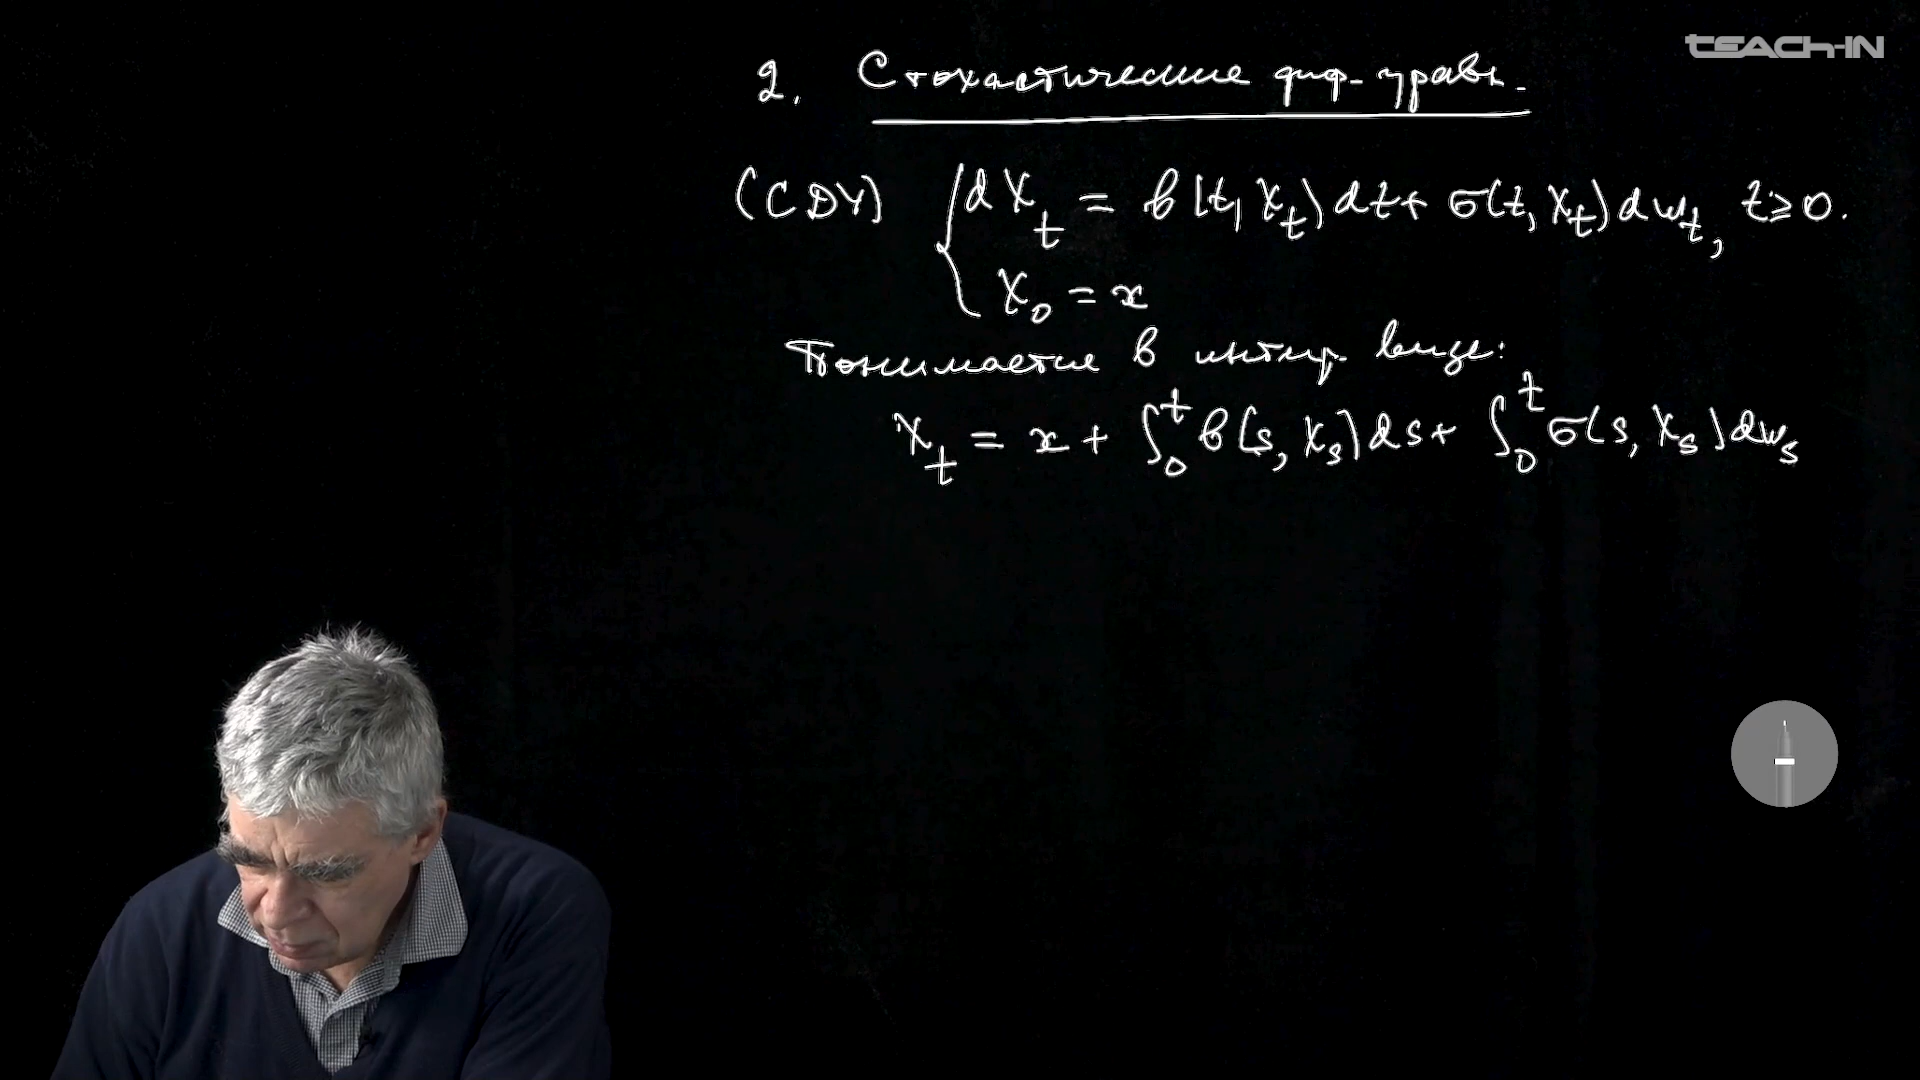 TEACH-IN
2. Стохастические диф. уравн.
(СДУ) { dX_t = b(t, X_t)dt + σ(t, X_t)dw_t, t ≥ 0.
X_0 = x
Понимается в интегр. виде:
X_t = x + ∫_0^t b(s, X_s)ds + ∫_0^t σ(s, X_s)dw_s